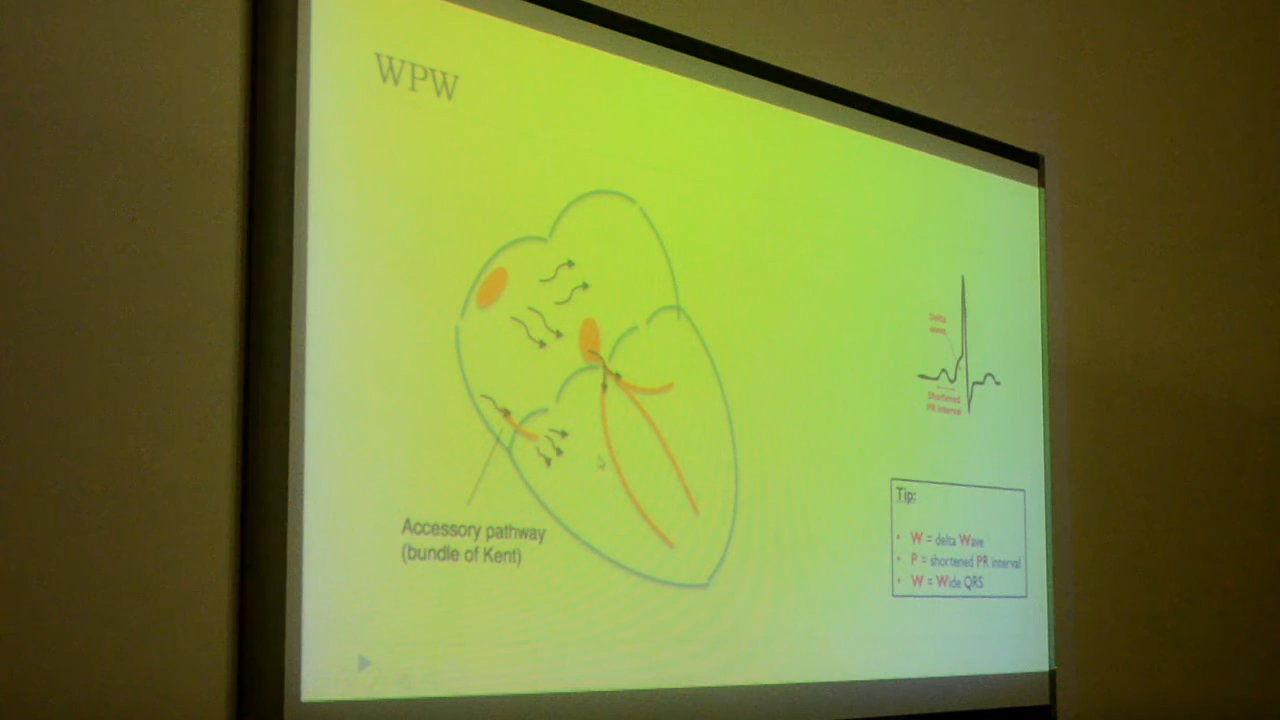 WPW
Delta
wave
Shortened
PR interval
Accessory pathway
(bundle of Kent)
Tip:
• W = delta Wave
• P = shortened PR interval
• W = Wide QRS